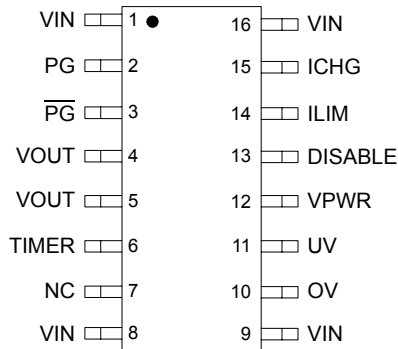 VIN 1 16 VIN
PG 2 15 ICHG
P̅G̅ 3 14 ILIM
VOUT 4 13 DISABLE
VOUT 5 12 VPWR
TIMER 6 11 UV
NC 7 10 OV
VIN 8 9 VIN